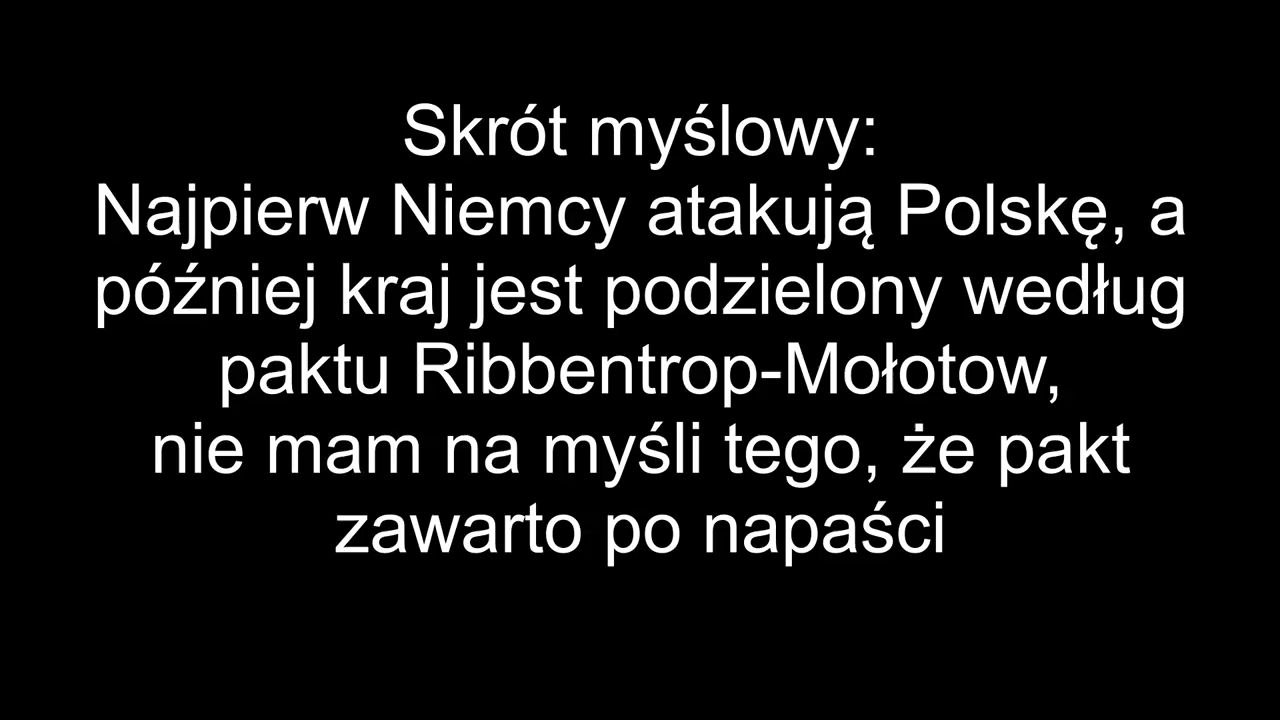 Skrót myślowy:
Najpierw Niemcy atakują Polskę, a
później kraj jest podzielony według
paktu Ribbentrop-Mołotow,
nie mam na myśli tego, że pakt
zawarto po napaści